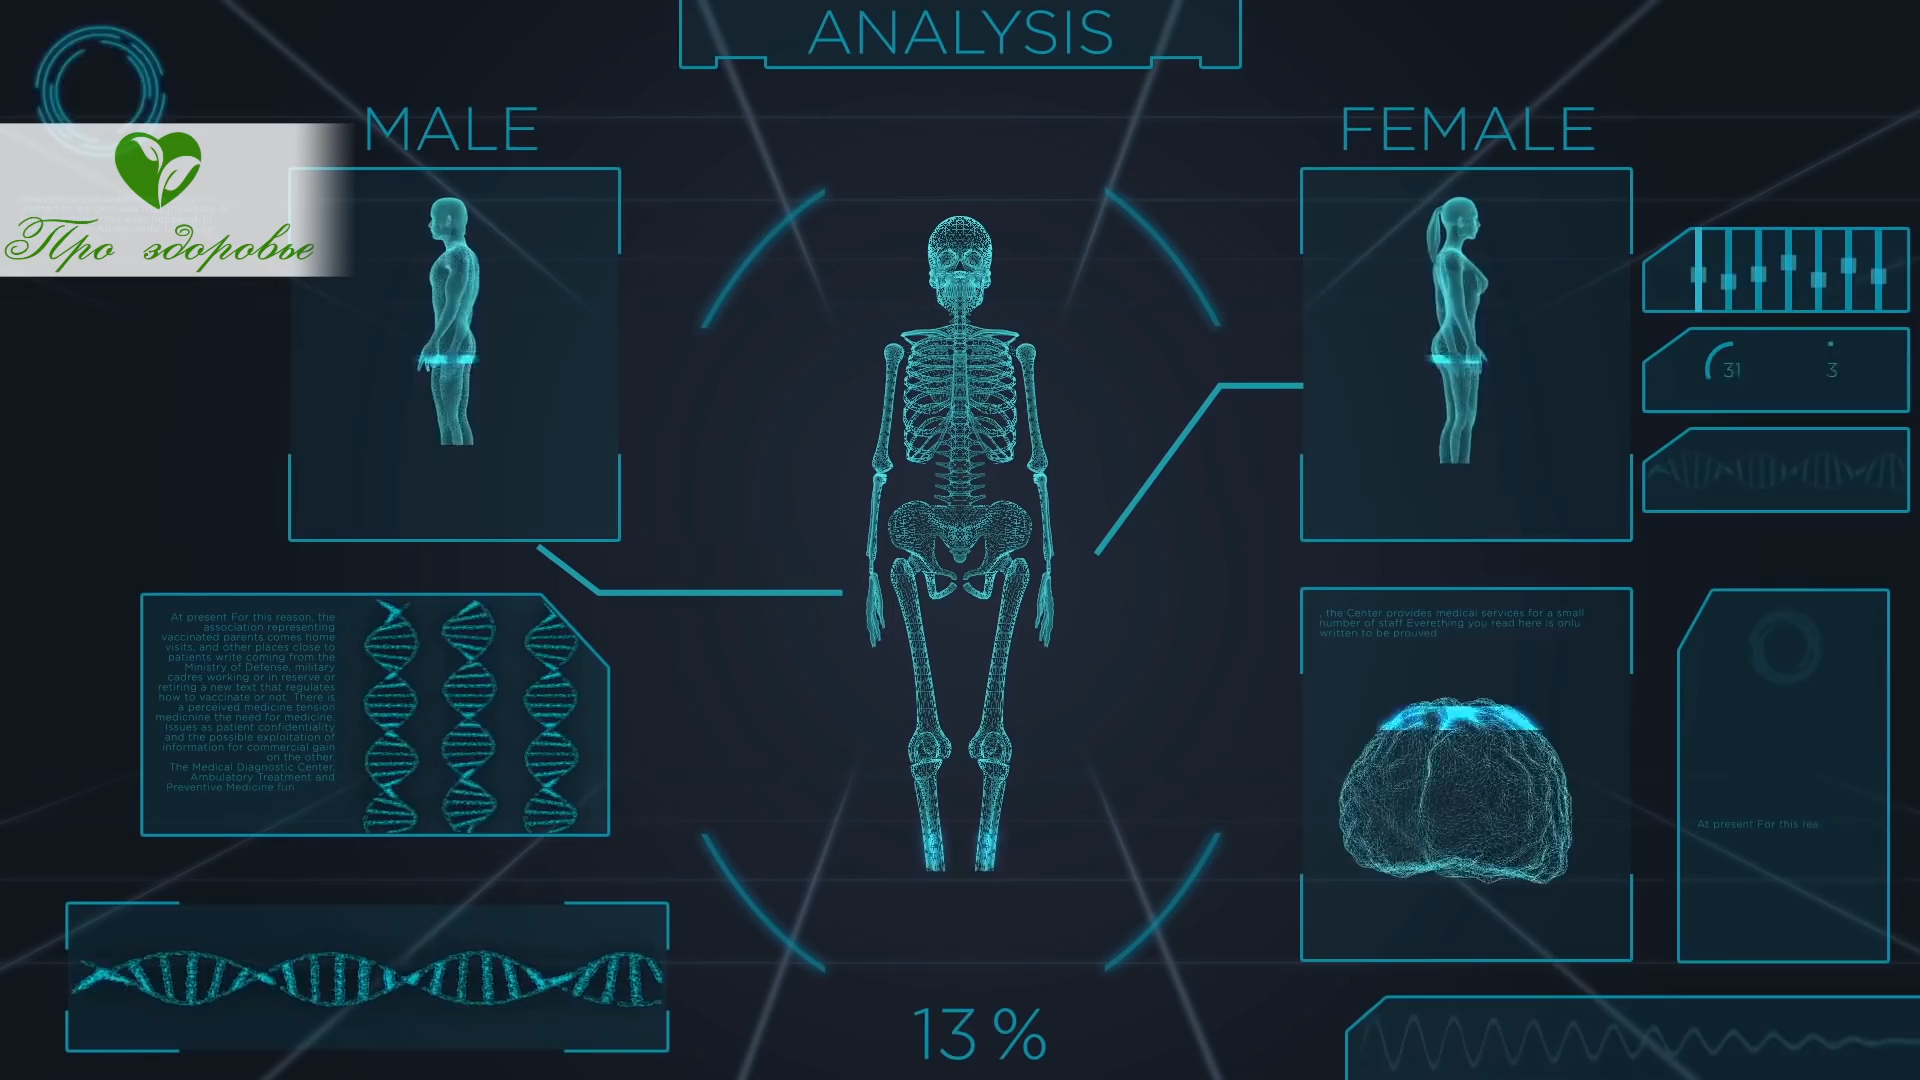 ANALYSIS
MALE
FEMALE
Про здоровье
31
3
At present For this reason, the
association representing
vaccinated parents comes home
visits, and other places close to
patients write coming from the
Ministry of Defense, military
cadres working or in reserve or
retiring a new text that regulates
how to vaccinate or not. There is
a perceived medicine tension
medicnine the need for medicine.
Issues as patient confidentiality
and the possible exploitation of
information for commercial gain
on the other.
The Medical Diagnostic Center,
Ambulatory Treatment and
Preventive Medicine fun
, the Center provides medical services for a small
number of staff Everething you read here is onlu
written to be prouved
At present For this rea
13 %